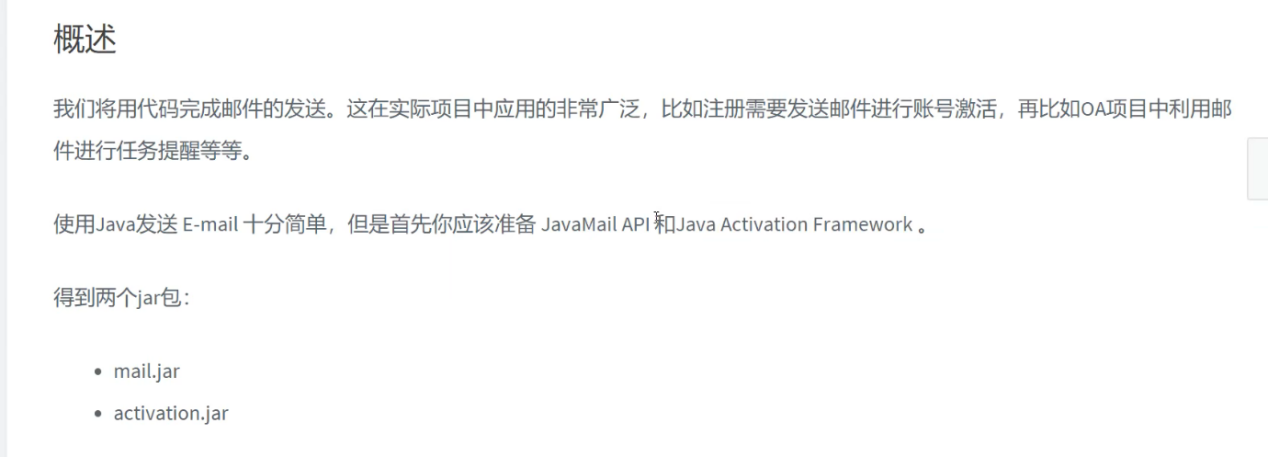 概述
我们将用代码完成邮件的发送。这在实际项目中应用的非常广泛，比如注册需要发送邮件进行账号激活，再比如OA项目中利用邮
件进行任务提醒等等。
使用Java发送 E-mail 十分简单，但是首先你应该准备 JavaMail API 和Java Activation Framework 。
得到两个jar包：
• mail.jar
• activation.jar